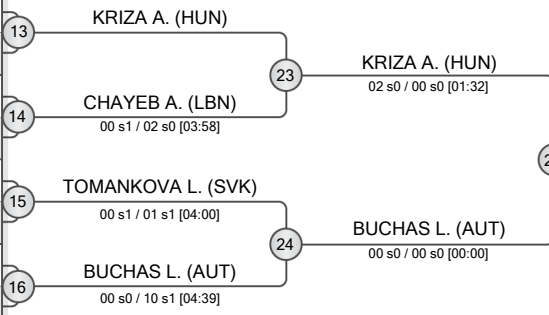 13
KRIZA A. (HUN)
14
CHAYEB A. (LBN)
00 s1 / 02 s0 [03:58]
23
KRIZA A. (HUN)
02 s0 / 00 s0 [01:32]
15
TOMANKOVA L. (SVK)
00 s1 / 01 s1 [04:00]
16
BUCHAS L. (AUT)
00 s0 / 10 s1 [04:39]
24
BUCHAS L. (AUT)
00 s0 / 00 s0 [00:00]